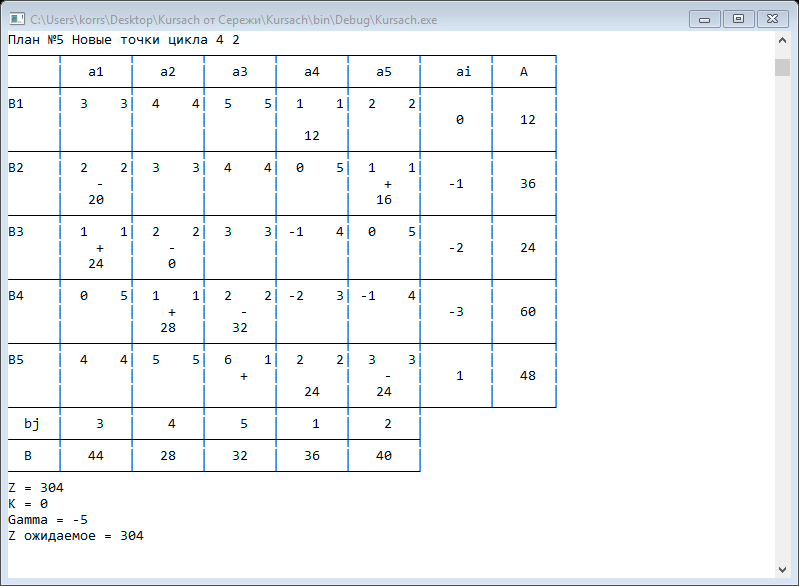 C:\Users\korrs\Desktop\Kursach от Сережи\Kursach\bin\Debug\Kursach.exe
План №5 Новые точки цикла 4 2
a1 a2 a3 a4 a5 ai A
B1 3 3 4 4 5 5 1 1 2 2
0 12
12
B2 2 2 3 3 4 4 0 5 1 1
- + -1 36
20 16
B3 1 1 2 2 3 3 -1 4 0 5
+ - -2 24
24 0
B4 0 5 1 1 2 2 -2 3 -1 4
+ - -3 60
28 32
B5 4 4 5 5 6 1 2 2 3 3
+ - 1 48
24 24
bj 3 4 5 1 2
B 44 28 32 36 40
Z = 304
K = 0
Gamma = -5
Z ожидаемое = 304